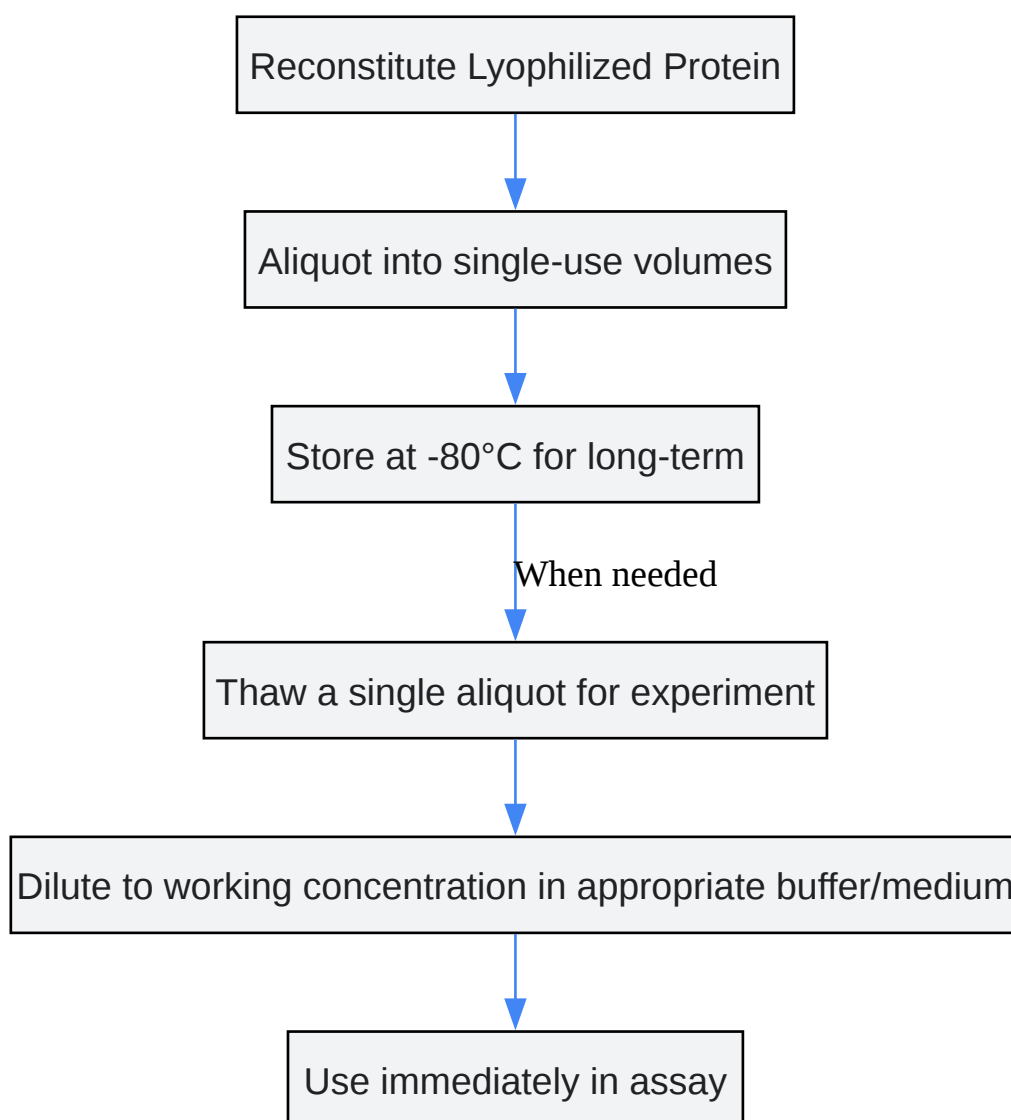 Reconstitute Lyophilized Protein
Aliquot into single-use volumes
Store at -80°C for long-term
When needed
Thaw a single aliquot for experiment
Dilute to working concentration in appropriate buffer/medium
Use immediately in assay